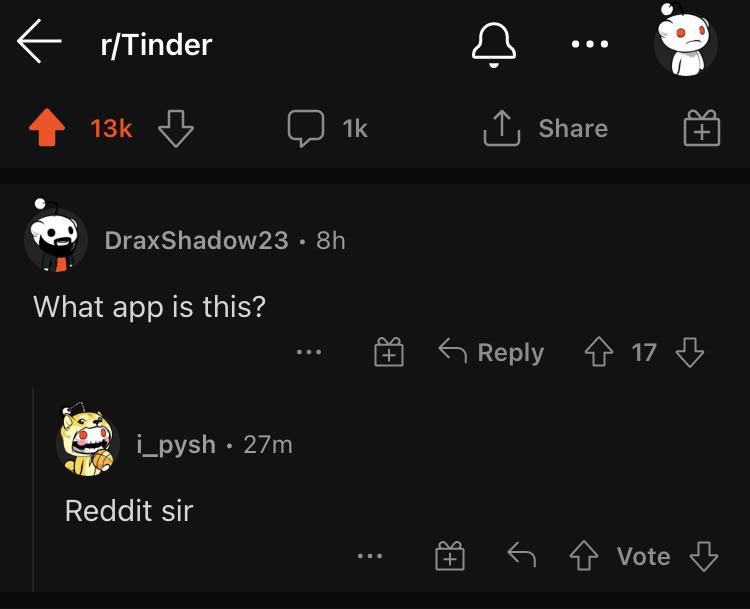 r/Tinder
13k 1k Share
DraxShadow23 · 8h
What app is this?
Reply 17
i_pysh · 27m
Reddit sir
Vote